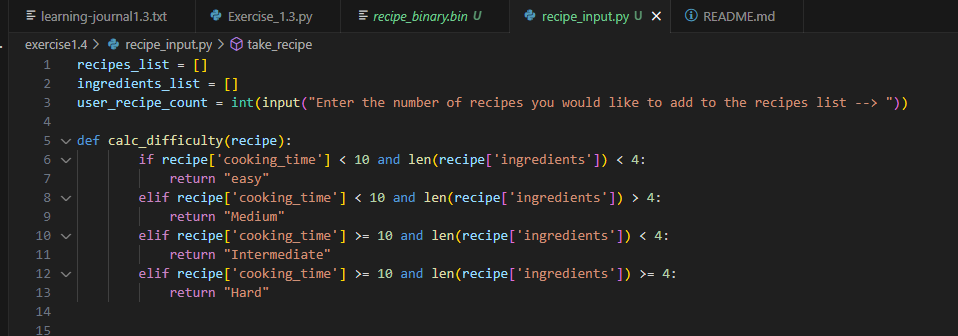 learning-journal1.3.txt Exercise_1.3.py recipe_binary.bin U recipe_input.py U README.md
exercise1.4 > recipe_input.py > take_recipe
1 recipes_list = []
2 ingredients_list = []
3 user_recipe_count = int(input("Enter the number of recipes you would like to add to the recipes list --> "))
4
5 def calc_difficulty(recipe):
6 if recipe['cooking_time'] < 10 and len(recipe['ingredients']) < 4:
7 return "easy"
8 elif recipe['cooking_time'] < 10 and len(recipe['ingredients']) > 4:
9 return "Medium"
10 elif recipe['cooking_time'] >= 10 and len(recipe['ingredients']) < 4:
11 return "Intermediate"
12 elif recipe['cooking_time'] >= 10 and len(recipe['ingredients']) >= 4:
13 return "Hard"
14
15